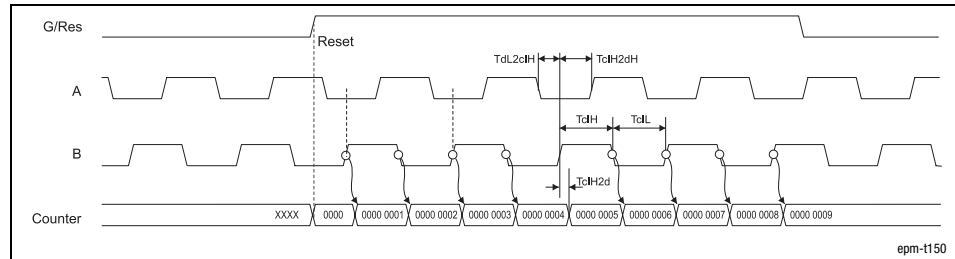 G/Res
Reset
TdL2clH TclH2dH
A
TclH TclL
B
TclH2d
Counter XXXX 0000 0000 0001 0000 0002 0000 0003 0000 0004 0000 0005 0000 0006 0000 0007 0000 0008 0000 0009
epm-t150